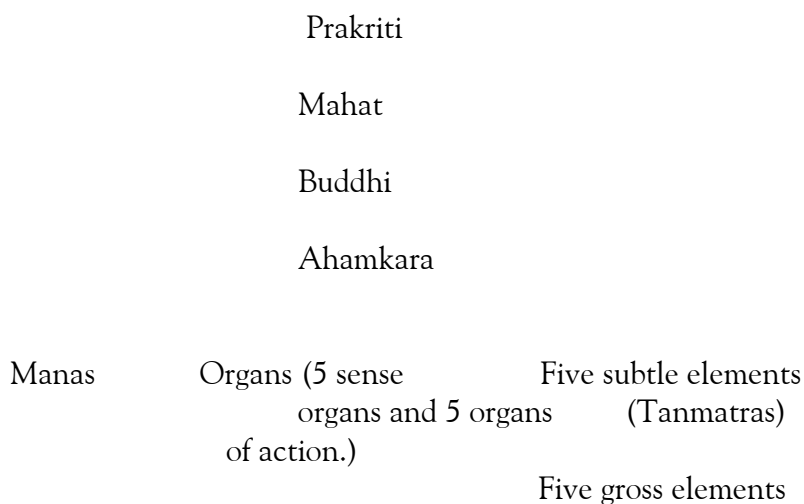 Prakriti
Mahat
Buddhi
Ahamkara
Manas Organs (5 sense Five subtle elements
organs and 5 organs (Tanmatras)
of action.)
Five gross elements